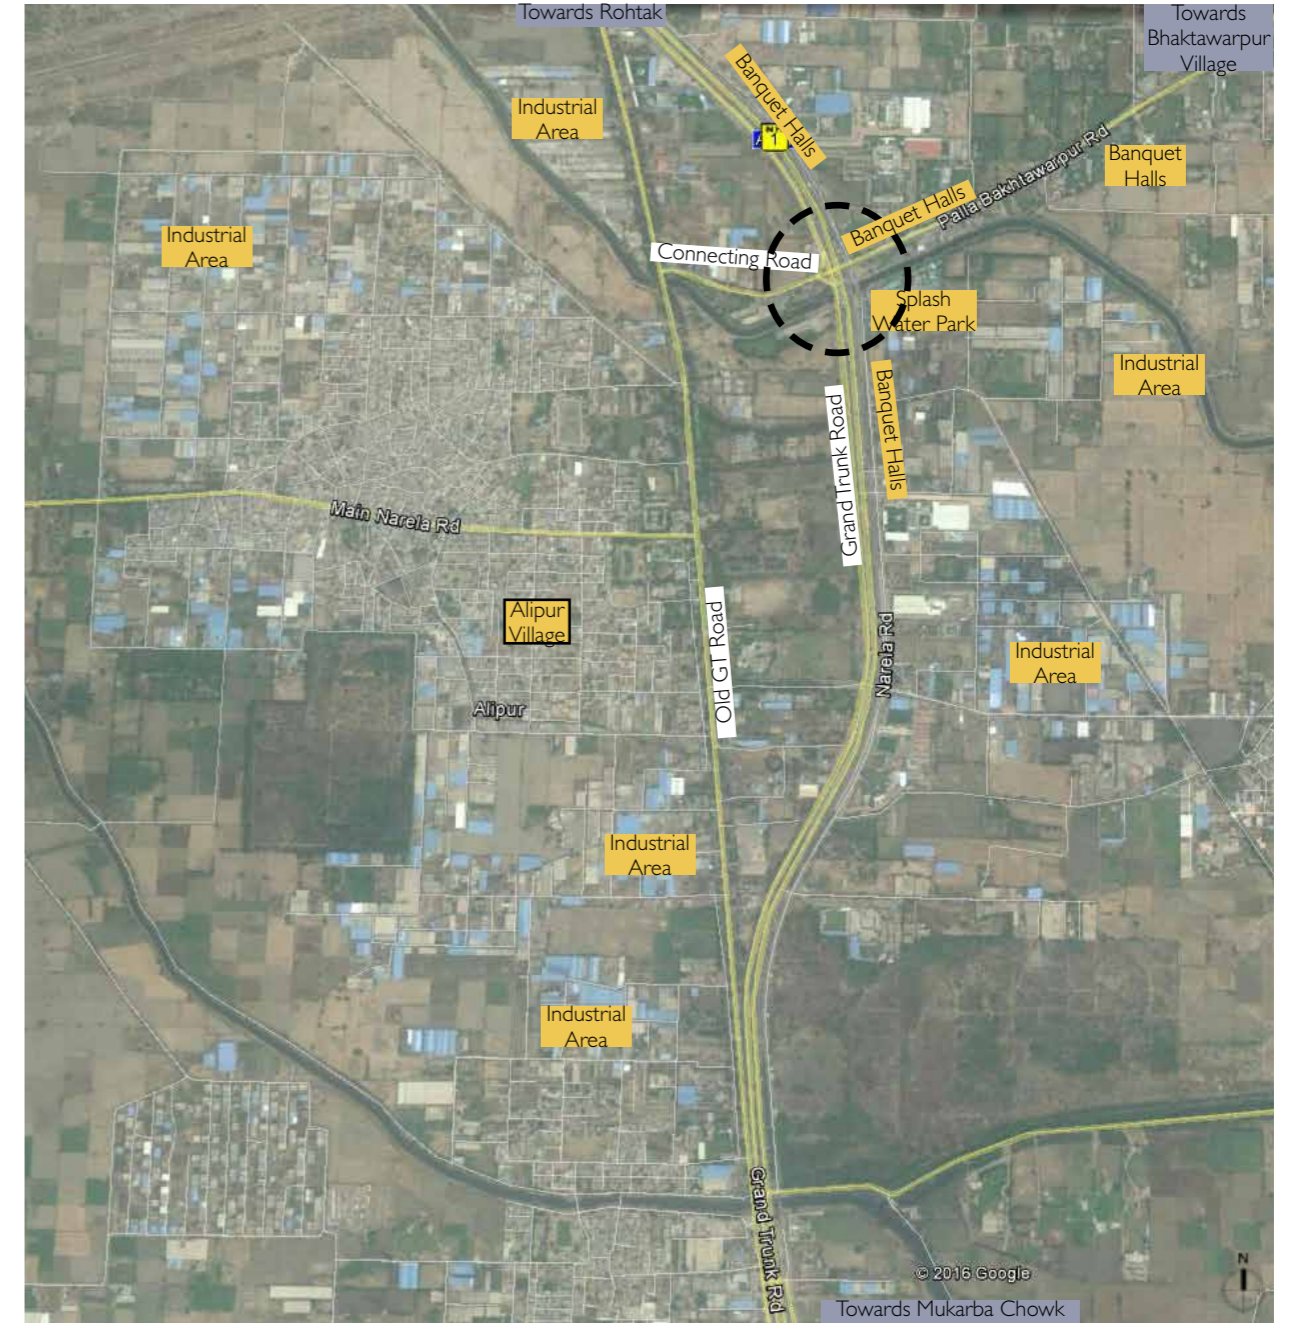 Towards Rohtak
Towards
Bhaktawarpur
Village
Banquet Halls
Industrial
Area
1
Palla Bakhtawarpur Rd
Banquet
Halls
Banquet Halls
Industrial
Area
Connecting Road
Splash
Water Park
Industrial
Area
Banquet Halls
Grand Trunk Road
Main Narela Rd
Alipur
Village
Old GT Road
Narela Rd
Industrial
Area
Alipur
Industrial
Area
Industrial
Area
Grand Trunk Rd
© 2016 Google
N
Towards Mukarba Chowk